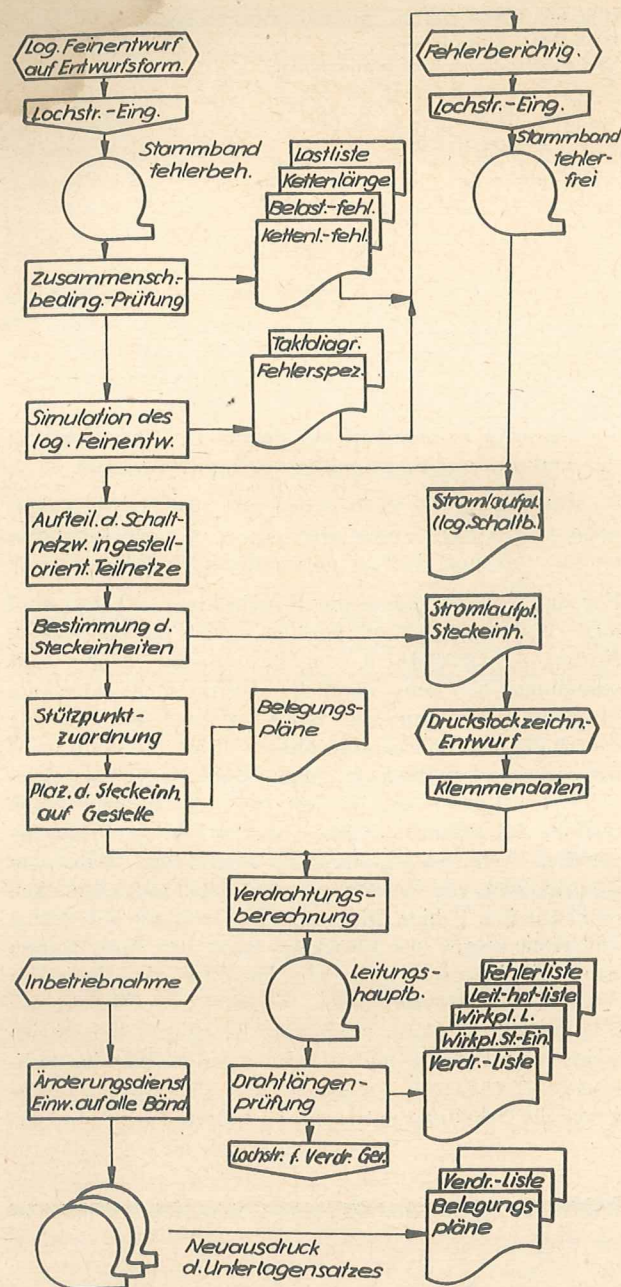 Log. Feinentwurf
auf Entwurfsform.
Lochstr.-Eing.
Stammband
fehlerbeh.
Zusammensch.-
beding.-Prüfung
Lastliste
Kettenlänge
Belast.-fehl.
Kettenl.-fehl.
Simulation des
log. Feinentw.
Taktdiagr.
Fehlerspez.
Fehlerberichtig.
Lochstr.-Eing.
Stammband
fehler-
frei
Aufteil. d. Schalt-
netzw. in gestell-
orient. Teilnetze
Stromlaufpl.
(log. Schaltb.)
Bestimmung d.
Steckeinheiten
Stromlaufpl.
Steckeinh.
Stützpunkt-
zuordnung
Belegungs-
pläne
Druckstockzeichn.-
Entwurf
Plaz. d. Steckeinh.
auf Gestelle
Klemmendaten
Verdrahtungs-
berechnung
Leitungs-
hauptb.
Drahtlängen-
prüfung
Fehlerliste
Leit.-hpt-liste
Wirkpl. L.
Wirkpl. St.-Ein.
Verdr.-Liste
Lochstr. f. Verdr. Ger.
Inbetriebnahme
Änderungsdienst
Einw. auf alle Bänd.
Neuausdruck
d. Unterlagensatzes
Verdr.-Liste
Belegungs-
pläne